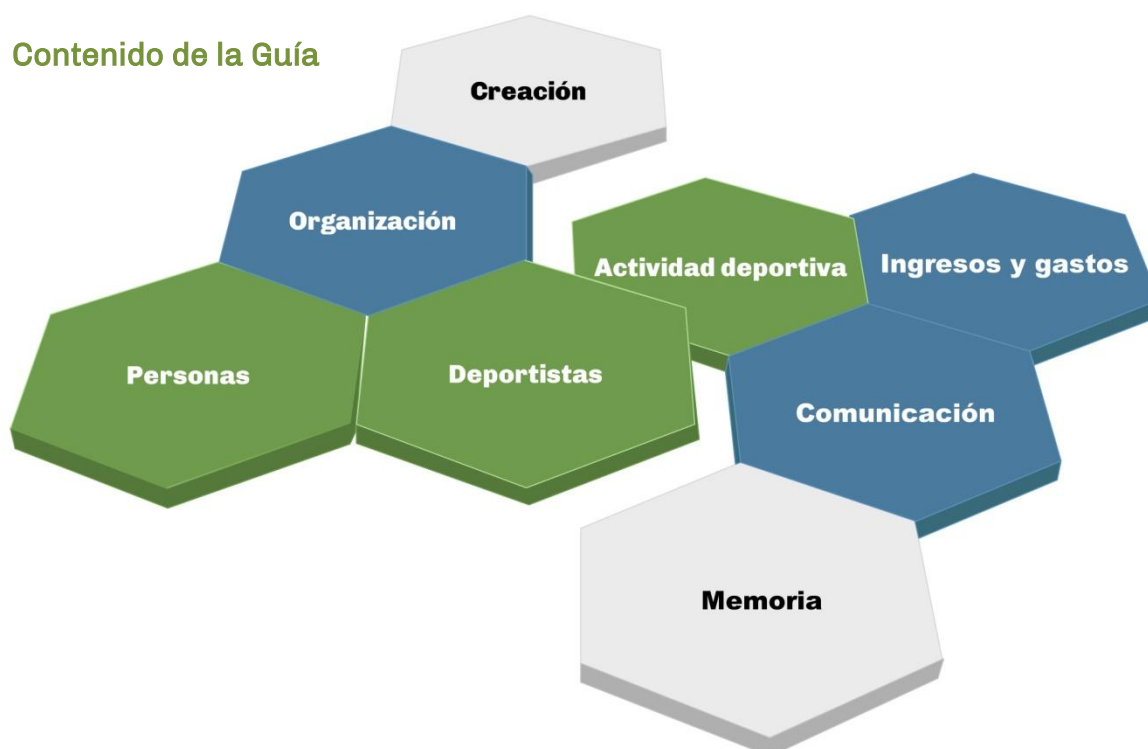 Contenido de la Guía
Creación
Organización
Actividad deportiva
Ingresos y gastos
Personas
Deportistas
Comunicación
Memoria